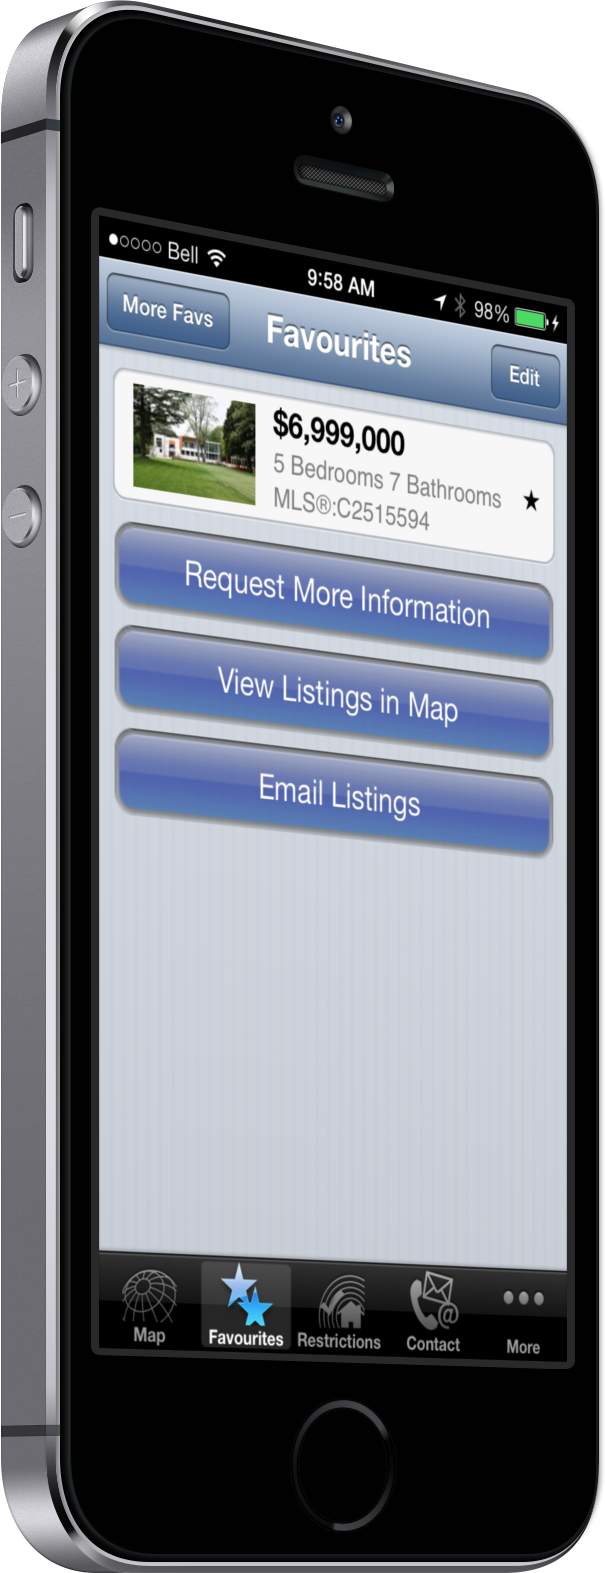 Bell
9:58 AM
98%
More Favs
Favourites
Edit
$6,999,000
5 Bedrooms 7 Bathrooms
MLS®:C2515594
Request More Information
View Listings in Map
Email Listings
Map
Favourites
Restrictions
Contact
More